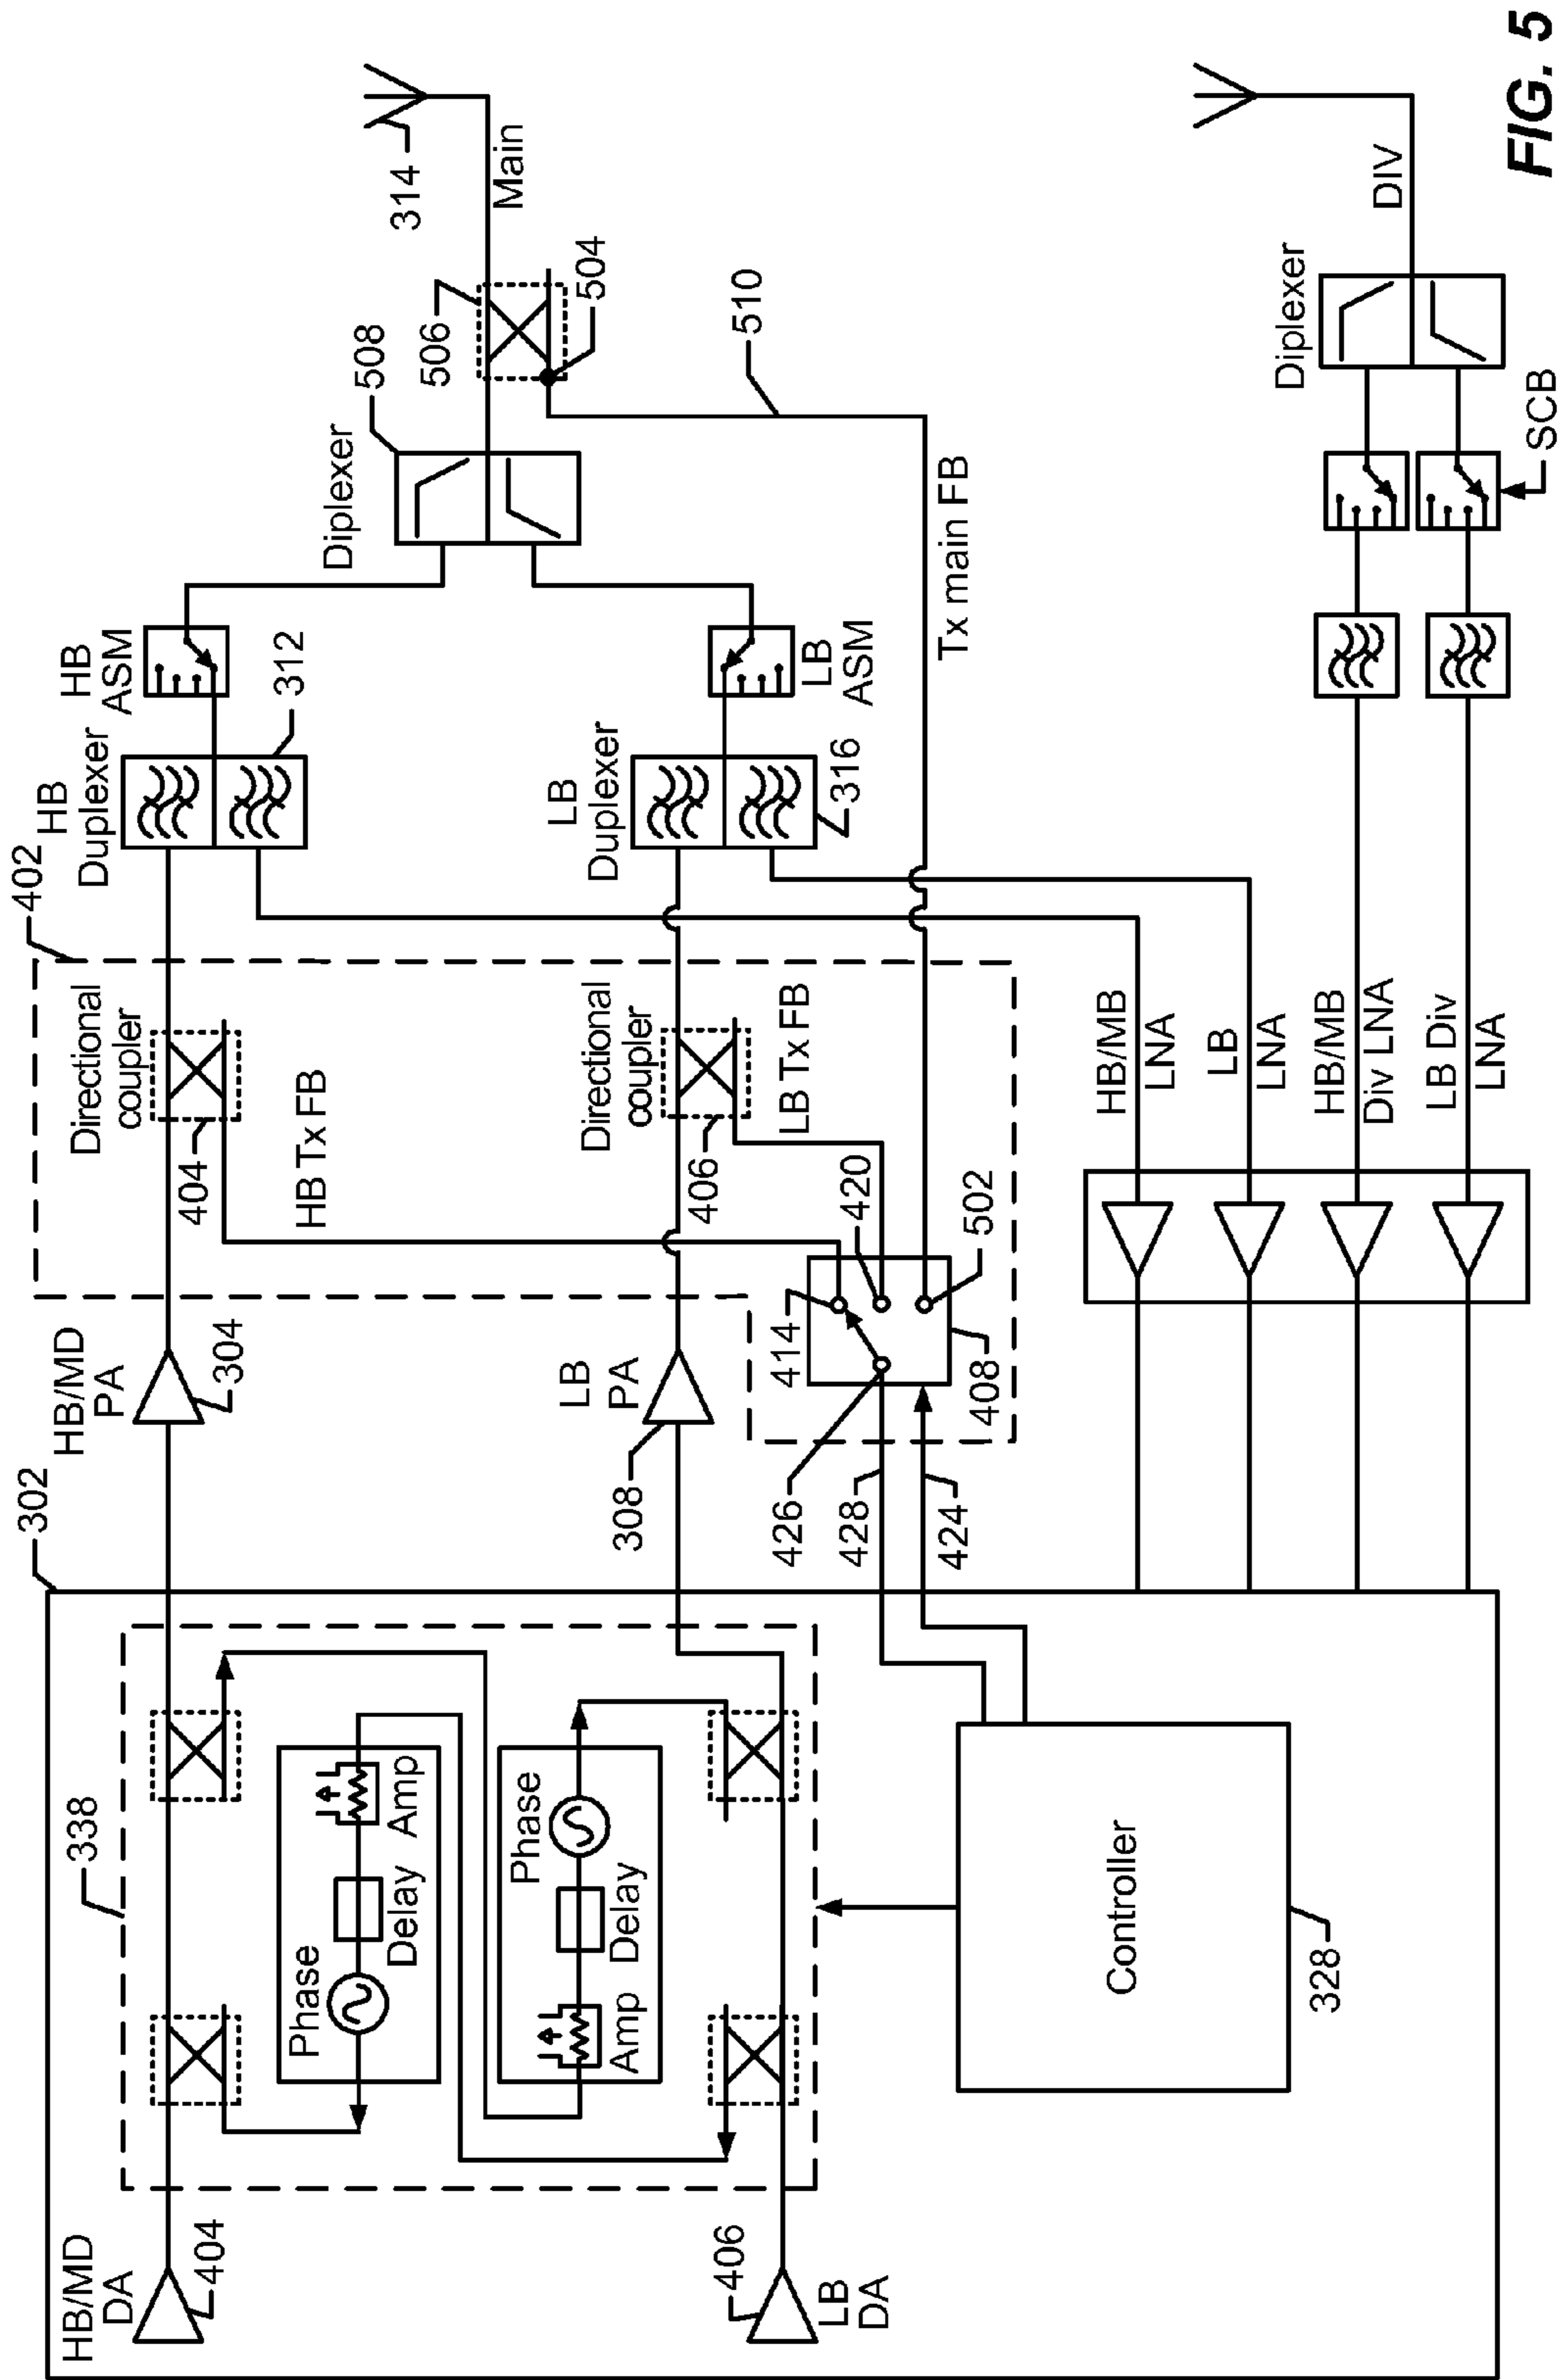 302
HB/MD
DA
404
338
Phase
Delay
Amp
Phase
Amp
Delay
406
LB
DA
Controller
328
HB/MD
PA
304
LB
PA
308
426
428
424
402
Directional
coupler
404
HB Tx FB
Directional
coupler
406
LB Tx FB
414
420
502
408
HB
Duplexer
312
HB
ASM
LB
Duplexer
316
LB
ASM
Diplexer
508
506
504
314
Main
510
Tx main FB
HB/MB
LNA
LB
LNA
HB/MB
Div LNA
LB Div
LNA
Diplexer
SCB
DIV
FIG. 5